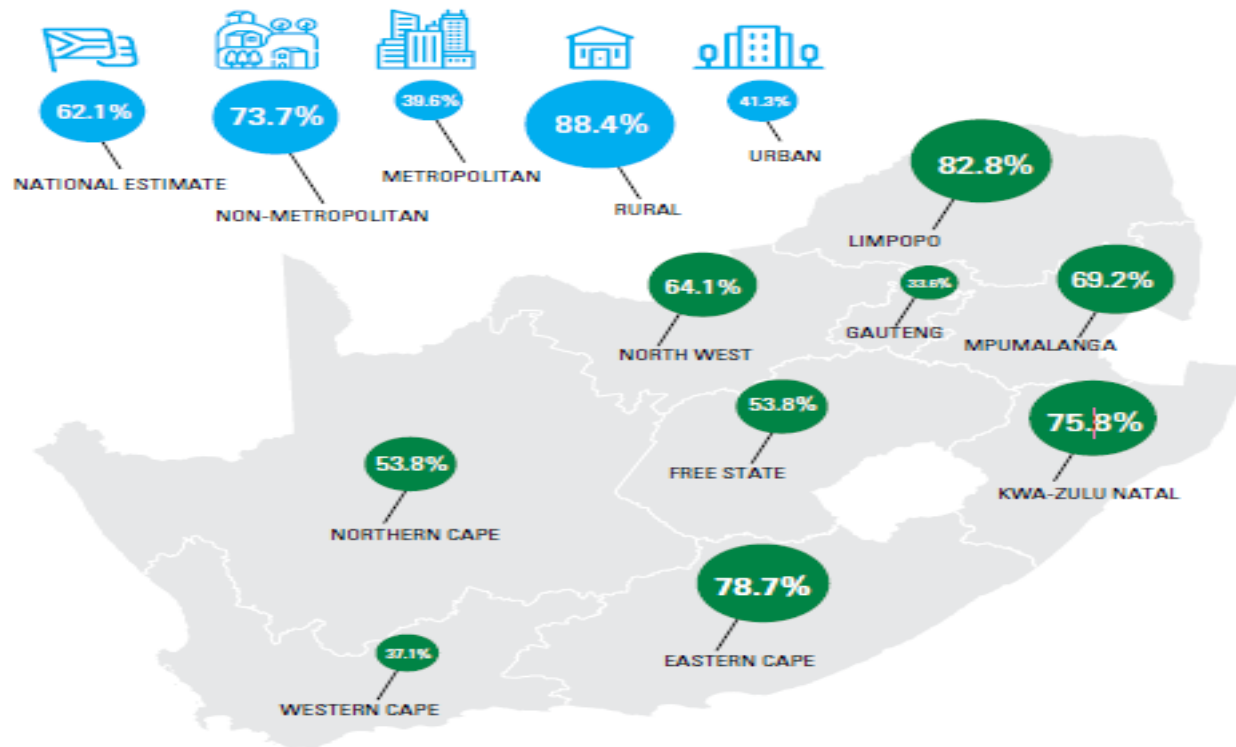 62.1%
NATIONAL ESTIMATE
73.7%
NON-METROPOLITAN
39.6%
METROPOLITAN
88.4%
RURAL
41.3%
URBAN
82.8%
LIMPOPO
64.1%
NORTH WEST
33.6%
GAUTENG
69.2%
MPUMALANGA
53.8%
FREE STATE
75.8%
KWA-ZULU NATAL
53.8%
NORTHERN CAPE
78.7%
EASTERN CAPE
37.1%
WESTERN CAPE